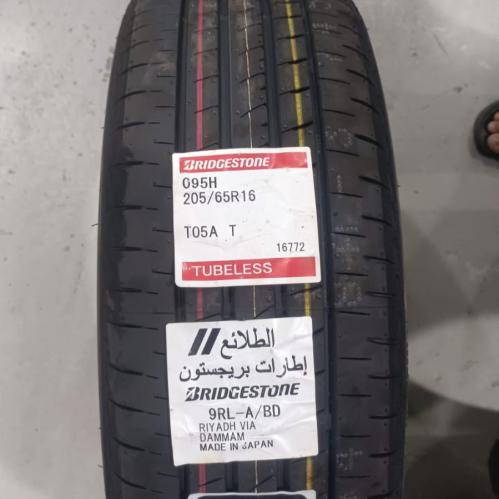 BRIDGESTONE
095H
205/65R16
T05A T
16772
TUBELESS
الطلائع
إطارات بريجستون
BRIDGESTONE
9RL-A/BD
RIYADH VIA
DAMMAM
MADE IN JAPAN